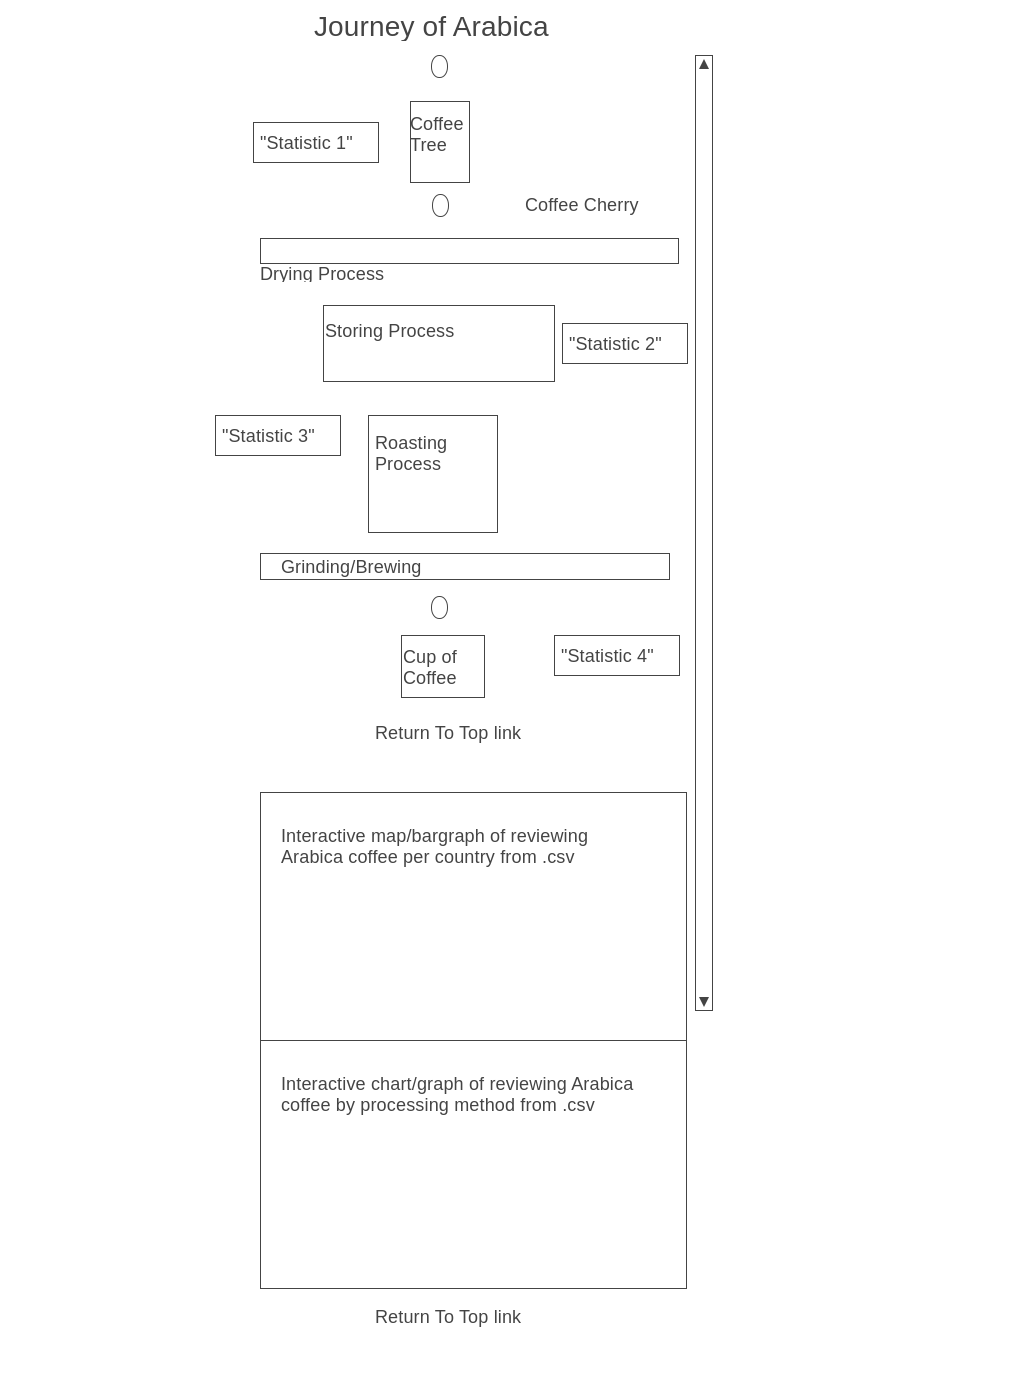 Journey of Arabica
"Statistic 1"
Coffee
Tree
Coffee Cherry
Drying Process
Storing Process
"Statistic 2"
"Statistic 3"
Roasting
Process
Grinding/Brewing
Cup of
Coffee
"Statistic 4"
Return To Top link
Interactive map/bargraph of reviewing
Arabica coffee per country from .csv
Interactive chart/graph of reviewing Arabica
coffee by processing method from .csv
Return To Top link